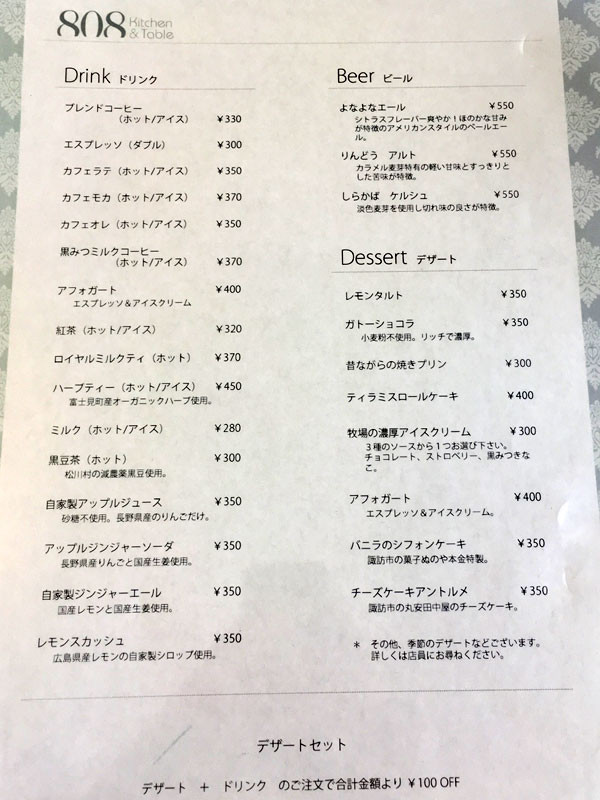 808 Kitchen
& Table
Drink ドリンク
ブレンドコーヒー
（ホット/アイス） ￥330
エスプレッソ（ダブル） ￥300
カフェラテ（ホット/アイス） ￥350
カフェモカ（ホット/アイス） ￥370
カフェオレ（ホット/アイス） ￥350
黒みつミルクコーヒー
（ホット/アイス） ￥370
アフォガート ￥400
エスプレッソ＆アイスクリーム
紅茶（ホット/アイス） ￥320
ロイヤルミルクティ（ホット） ￥370
ハーブティー（ホット/アイス） ￥450
富士見町産オーガニックハーブ使用。
ミルク（ホット/アイス） ￥280
黒豆茶（ホット） ￥300
松川村の減農薬黒豆使用。
自家製アップルジュース ￥350
砂糖不使用。長野県産のりんごだけ。
アップルジンジャーソーダ ￥350
長野県産りんごと国産生姜使用。
自家製ジンジャーエール ￥350
国産レモンと国産生姜使用。
レモンスカッシュ ￥350
広島県産レモンの自家製シロップ使用。
Beer ビール
よなよなエール ￥550
シトラスフレーバー爽やか！ほのかな甘み
が特徴のアメリカンスタイルのペールエー
ル。
りんどう　アルト ￥550
カラメル麦芽特有の軽い甘味とすっきりと
した苦味が特徴。
しらかば　ケルシュ ￥550
淡色麦芽を使用し切れ味の良さが特徴。
Dessert デザート
レモンタルト ￥350
ガトーショコラ ￥350
小麦粉不使用。リッチで濃厚。
昔ながらの焼きプリン ￥300
ティラミスロールケーキ ￥400
牧場の濃厚アイスクリーム ￥300
３種のソースから１つお選び下さい。
チョコレート、ストロベリー、黒みつきな
こ。
アフォガート ￥400
エスプレッソ＆アイスクリーム。
バニラのシフォンケーキ ￥350
諏訪市の菓子ぬのや本金特製。
チーズケーキアントルメ ￥350
諏訪市の丸安田中屋のチーズケーキ。
＊　その他、季節のデザートなどございます。
詳しくは店員にお尋ねください。
デザートセット
デザート　＋　ドリンク　のご注文で合計金額より ￥100 OFF